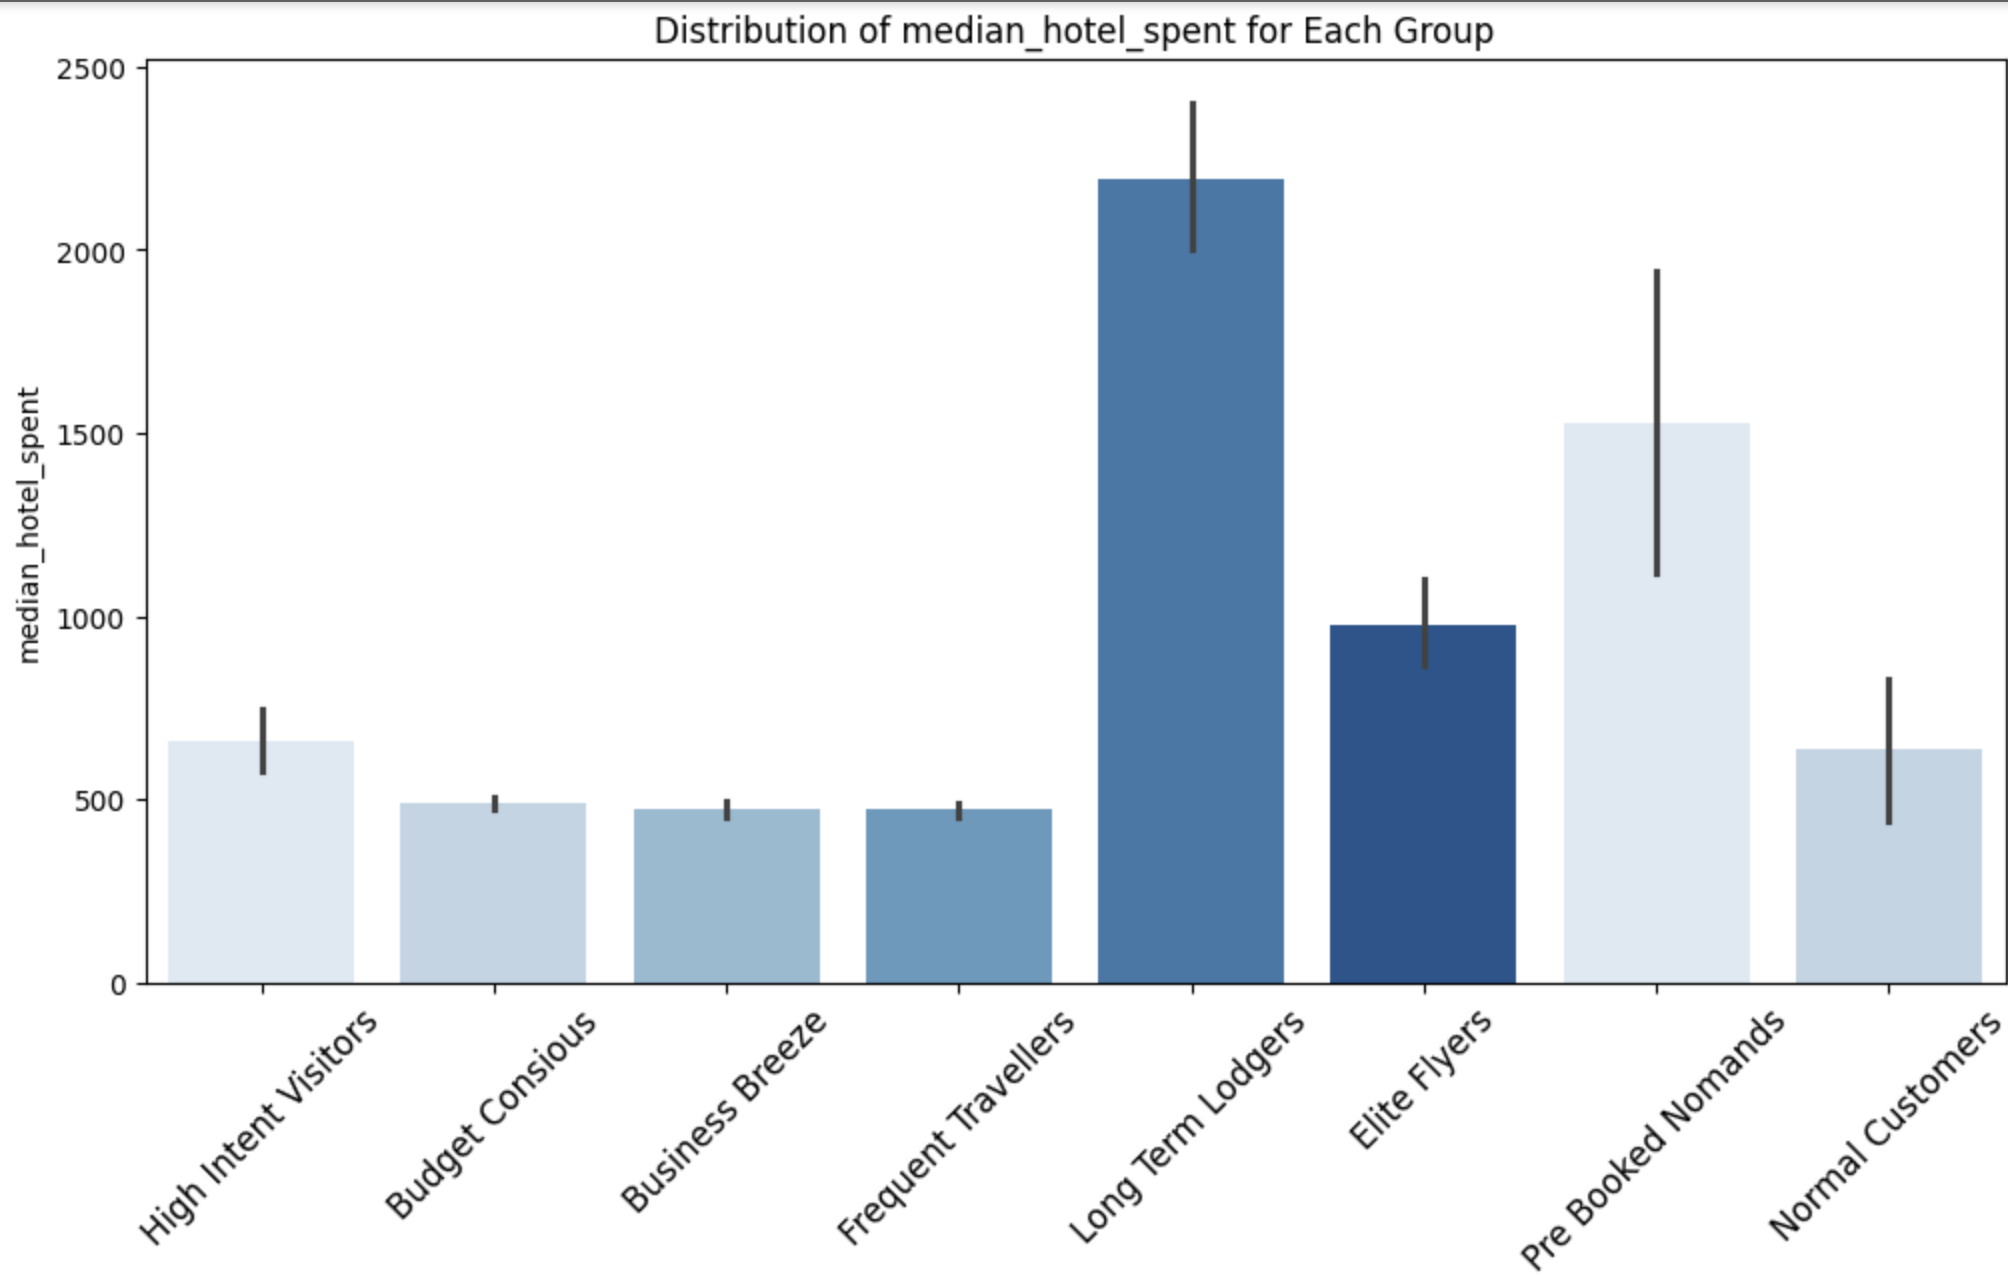 Distribution of median_hotel_spent for Each Group
median_hotel_spent
2500
2000
1500
1000
500
0
High Intent Visitors
Budget Consious
Business Breeze
Frequent Travellers
Long Term Lodgers
Elite Flyers
Pre Booked Nomands
Normal Customers